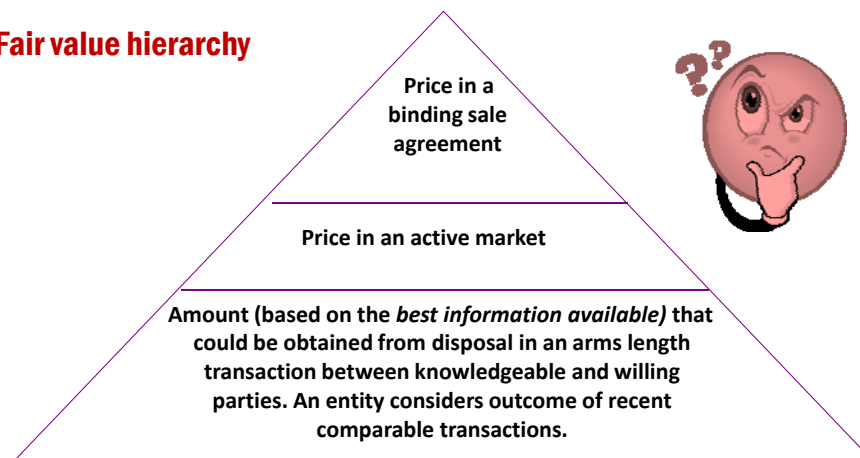 Fair value hierarchy
??
Price in a
binding sale
agreement
Price in an active market
Amount (based on the best information available) that
could be obtained from disposal in an arms length
transaction between knowledgeable and willing
parties. An entity considers outcome of recent
comparable transactions.